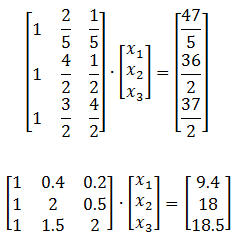 [1 2/5 1/5] [x₁] [47/5]
[1 4/2 1/2] · [x₂] = [36/2]
[1 3/2 4/2] [x₃] [37/2]
[1 0.4 0.2] [x₁] [9.4]
[1 2 0.5] · [x₂] = [18]
[1 1.5 2] [x₃] [18.5]